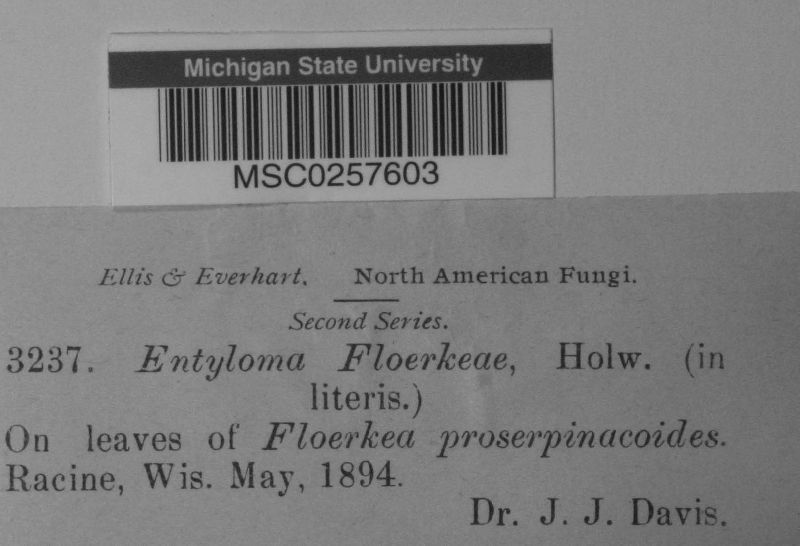 Michigan State University
MSC0257603
Ellis & Everhart. North American Fungi.
Second Series.
3237. Entyloma Floerkeae, Holw. (in
literis.)
On leaves of Floerkea proserpinacoides.
Racine, Wis. May, 1894.
Dr. J. J. Davis.